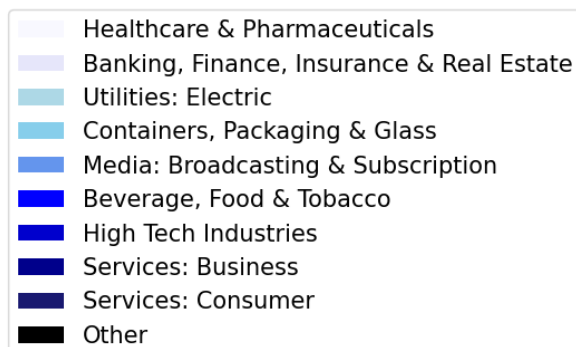 Healthcare & Pharmaceuticals
Banking, Finance, Insurance & Real Estate
Utilities: Electric
Containers, Packaging & Glass
Media: Broadcasting & Subscription
Beverage, Food & Tobacco
High Tech Industries
Services: Business
Services: Consumer
Other